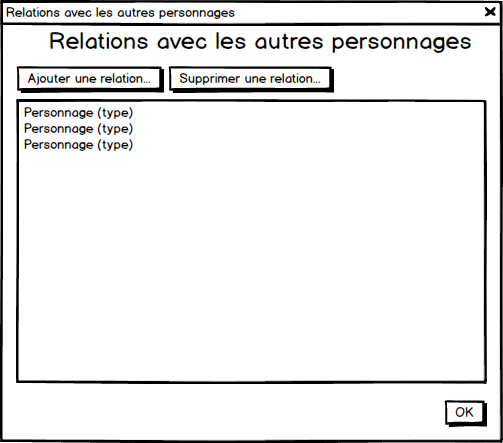 Relations avec les autres personnages
Relations avec les autres personnages
Ajouter une relation... Supprimer une relation...
Personnage (type)
Personnage (type)
Personnage (type)
OK